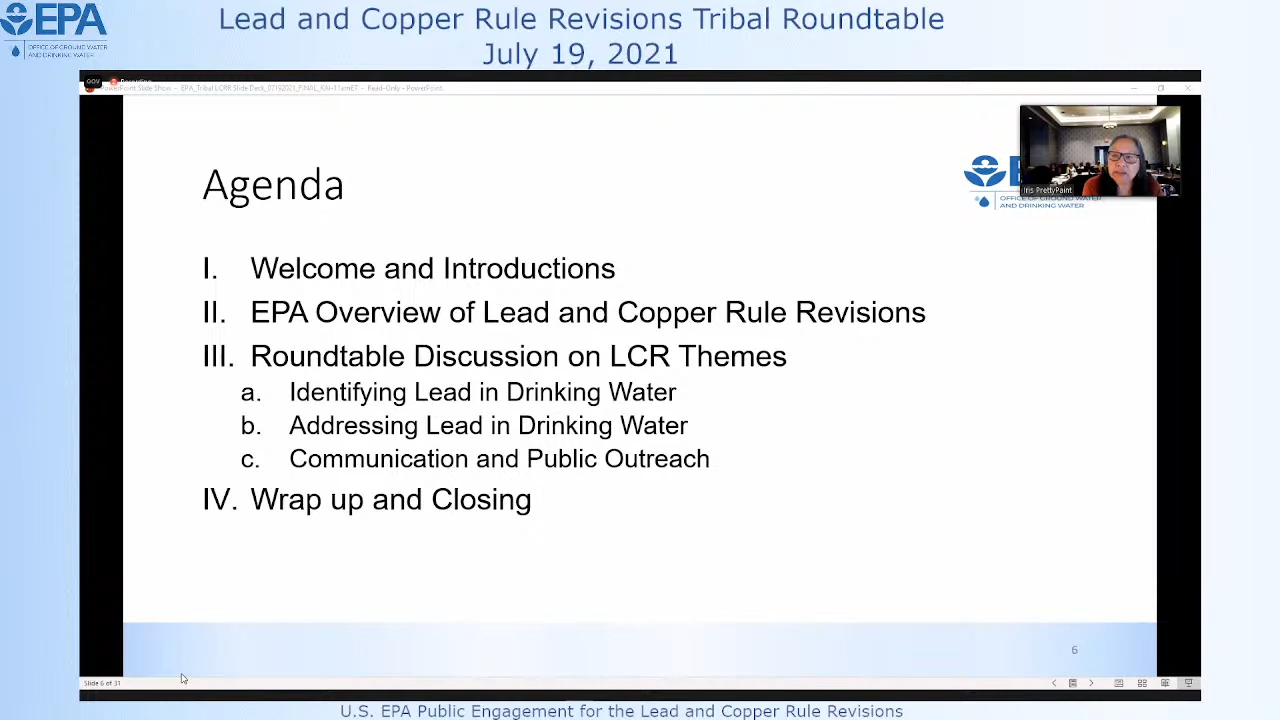 EPA
OFFICE OF GROUND WATER
AND DRINKING WATER
Lead and Copper Rule Revisions Tribal Roundtable
July 19, 2021
GOV
Recording
PowerPoint Slide Show - EPA_Tribal LCRR Slide Deck_07192021_FINAL_KAI-11amET - Read-Only - PowerPoint
Iris PrettyPaint
OFFICE OF GROUND WATER
AND DRINKING WATER
Agenda
I. Welcome and Introductions
II. EPA Overview of Lead and Copper Rule Revisions
III. Roundtable Discussion on LCR Themes
a. Identifying Lead in Drinking Water
b. Addressing Lead in Drinking Water
c. Communication and Public Outreach
IV. Wrap up and Closing
6
Slide 6 of 31
U.S. EPA Public Engagement for the Lead and Copper Rule Revisions